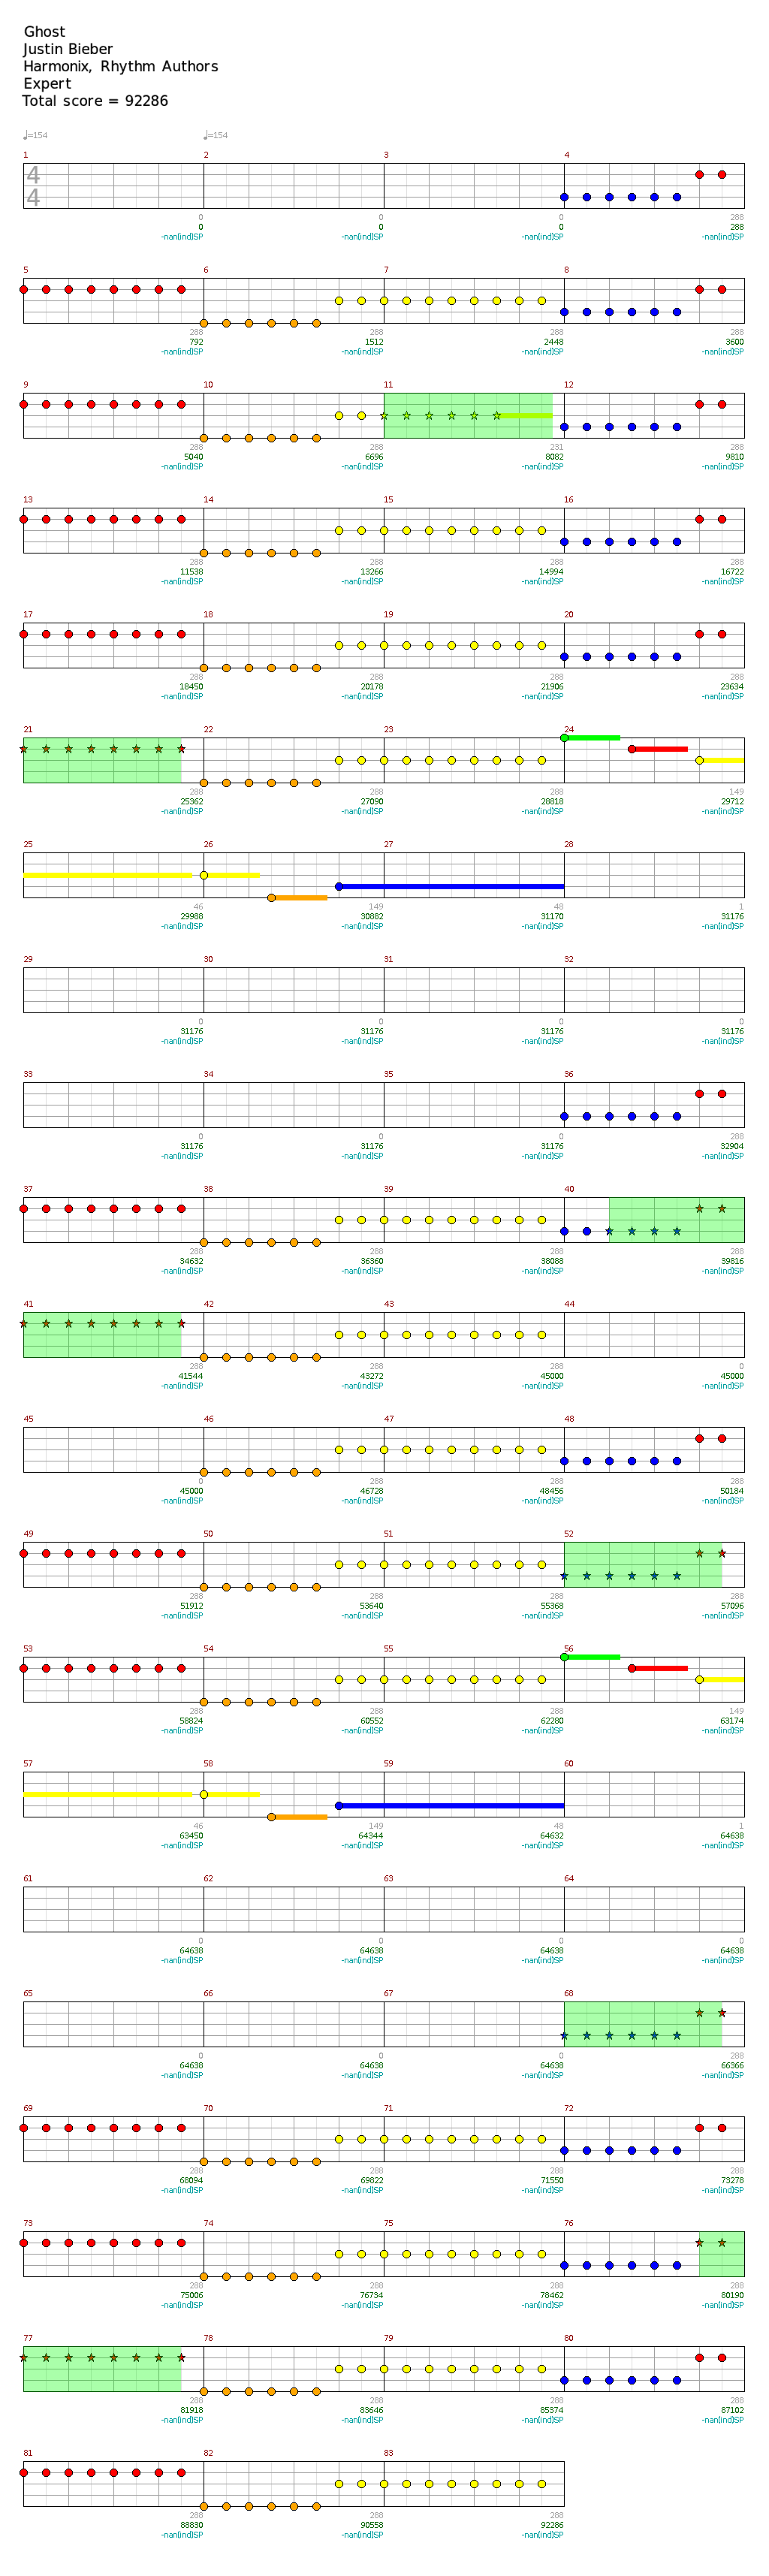 Ghost
Justin Bieber
Harmonix, Rhythm Authors
Expert
Total score = 92286
♩=154 ♩=154
1 2 3 4
4
4
0 0 0 288
0 0 0 288
-nan(ind)SP -nan(ind)SP -nan(ind)SP -nan(ind)SP
5 6 7 8
288 288 288 288
792 1512 2448 3600
-nan(ind)SP -nan(ind)SP -nan(ind)SP -nan(ind)SP
9 10 11 12
288 288 231 288
5040 6696 8082 9810
-nan(ind)SP -nan(ind)SP -nan(ind)SP -nan(ind)SP
13 14 15 16
288 288 288 288
11538 13266 14994 16722
-nan(ind)SP -nan(ind)SP -nan(ind)SP -nan(ind)SP
17 18 19 20
288 288 288 288
18450 20178 21906 23634
-nan(ind)SP -nan(ind)SP -nan(ind)SP -nan(ind)SP
21 22 23 24
288 288 288 149
25362 27090 28818 29712
-nan(ind)SP -nan(ind)SP -nan(ind)SP -nan(ind)SP
25 26 27 28
46 149 48 1
29988 30882 31170 31176
-nan(ind)SP -nan(ind)SP -nan(ind)SP -nan(ind)SP
29 30 31 32
0 0 0 0
31176 31176 31176 31176
-nan(ind)SP -nan(ind)SP -nan(ind)SP -nan(ind)SP
33 34 35 36
0 0 0 288
31176 31176 31176 32904
-nan(ind)SP -nan(ind)SP -nan(ind)SP -nan(ind)SP
37 38 39 40
288 288 288 288
34632 36360 38088 39816
-nan(ind)SP -nan(ind)SP -nan(ind)SP -nan(ind)SP
41 42 43 44
288 288 288 0
41544 43272 45000 45000
-nan(ind)SP -nan(ind)SP -nan(ind)SP -nan(ind)SP
45 46 47 48
0 288 288 288
45000 46728 48456 50184
-nan(ind)SP -nan(ind)SP -nan(ind)SP -nan(ind)SP
49 50 51 52
288 288 288 288
51912 53640 55368 57096
-nan(ind)SP -nan(ind)SP -nan(ind)SP -nan(ind)SP
53 54 55 56
288 288 288 149
58824 60552 62280 63174
-nan(ind)SP -nan(ind)SP -nan(ind)SP -nan(ind)SP
57 58 59 60
46 149 48 1
63450 64344 64632 64638
-nan(ind)SP -nan(ind)SP -nan(ind)SP -nan(ind)SP
61 62 63 64
0 0 0 0
64638 64638 64638 64638
-nan(ind)SP -nan(ind)SP -nan(ind)SP -nan(ind)SP
65 66 67 68
0 0 0 288
64638 64638 64638 66366
-nan(ind)SP -nan(ind)SP -nan(ind)SP -nan(ind)SP
69 70 71 72
288 288 288 288
68094 69822 71550 73278
-nan(ind)SP -nan(ind)SP -nan(ind)SP -nan(ind)SP
73 74 75 76
288 288 288 288
75006 76734 78462 80190
-nan(ind)SP -nan(ind)SP -nan(ind)SP -nan(ind)SP
77 78 79 80
288 288 288 288
81918 83646 85374 87102
-nan(ind)SP -nan(ind)SP -nan(ind)SP -nan(ind)SP
81 82 83
288 288 288
88830 90558 92286
-nan(ind)SP -nan(ind)SP -nan(ind)SP